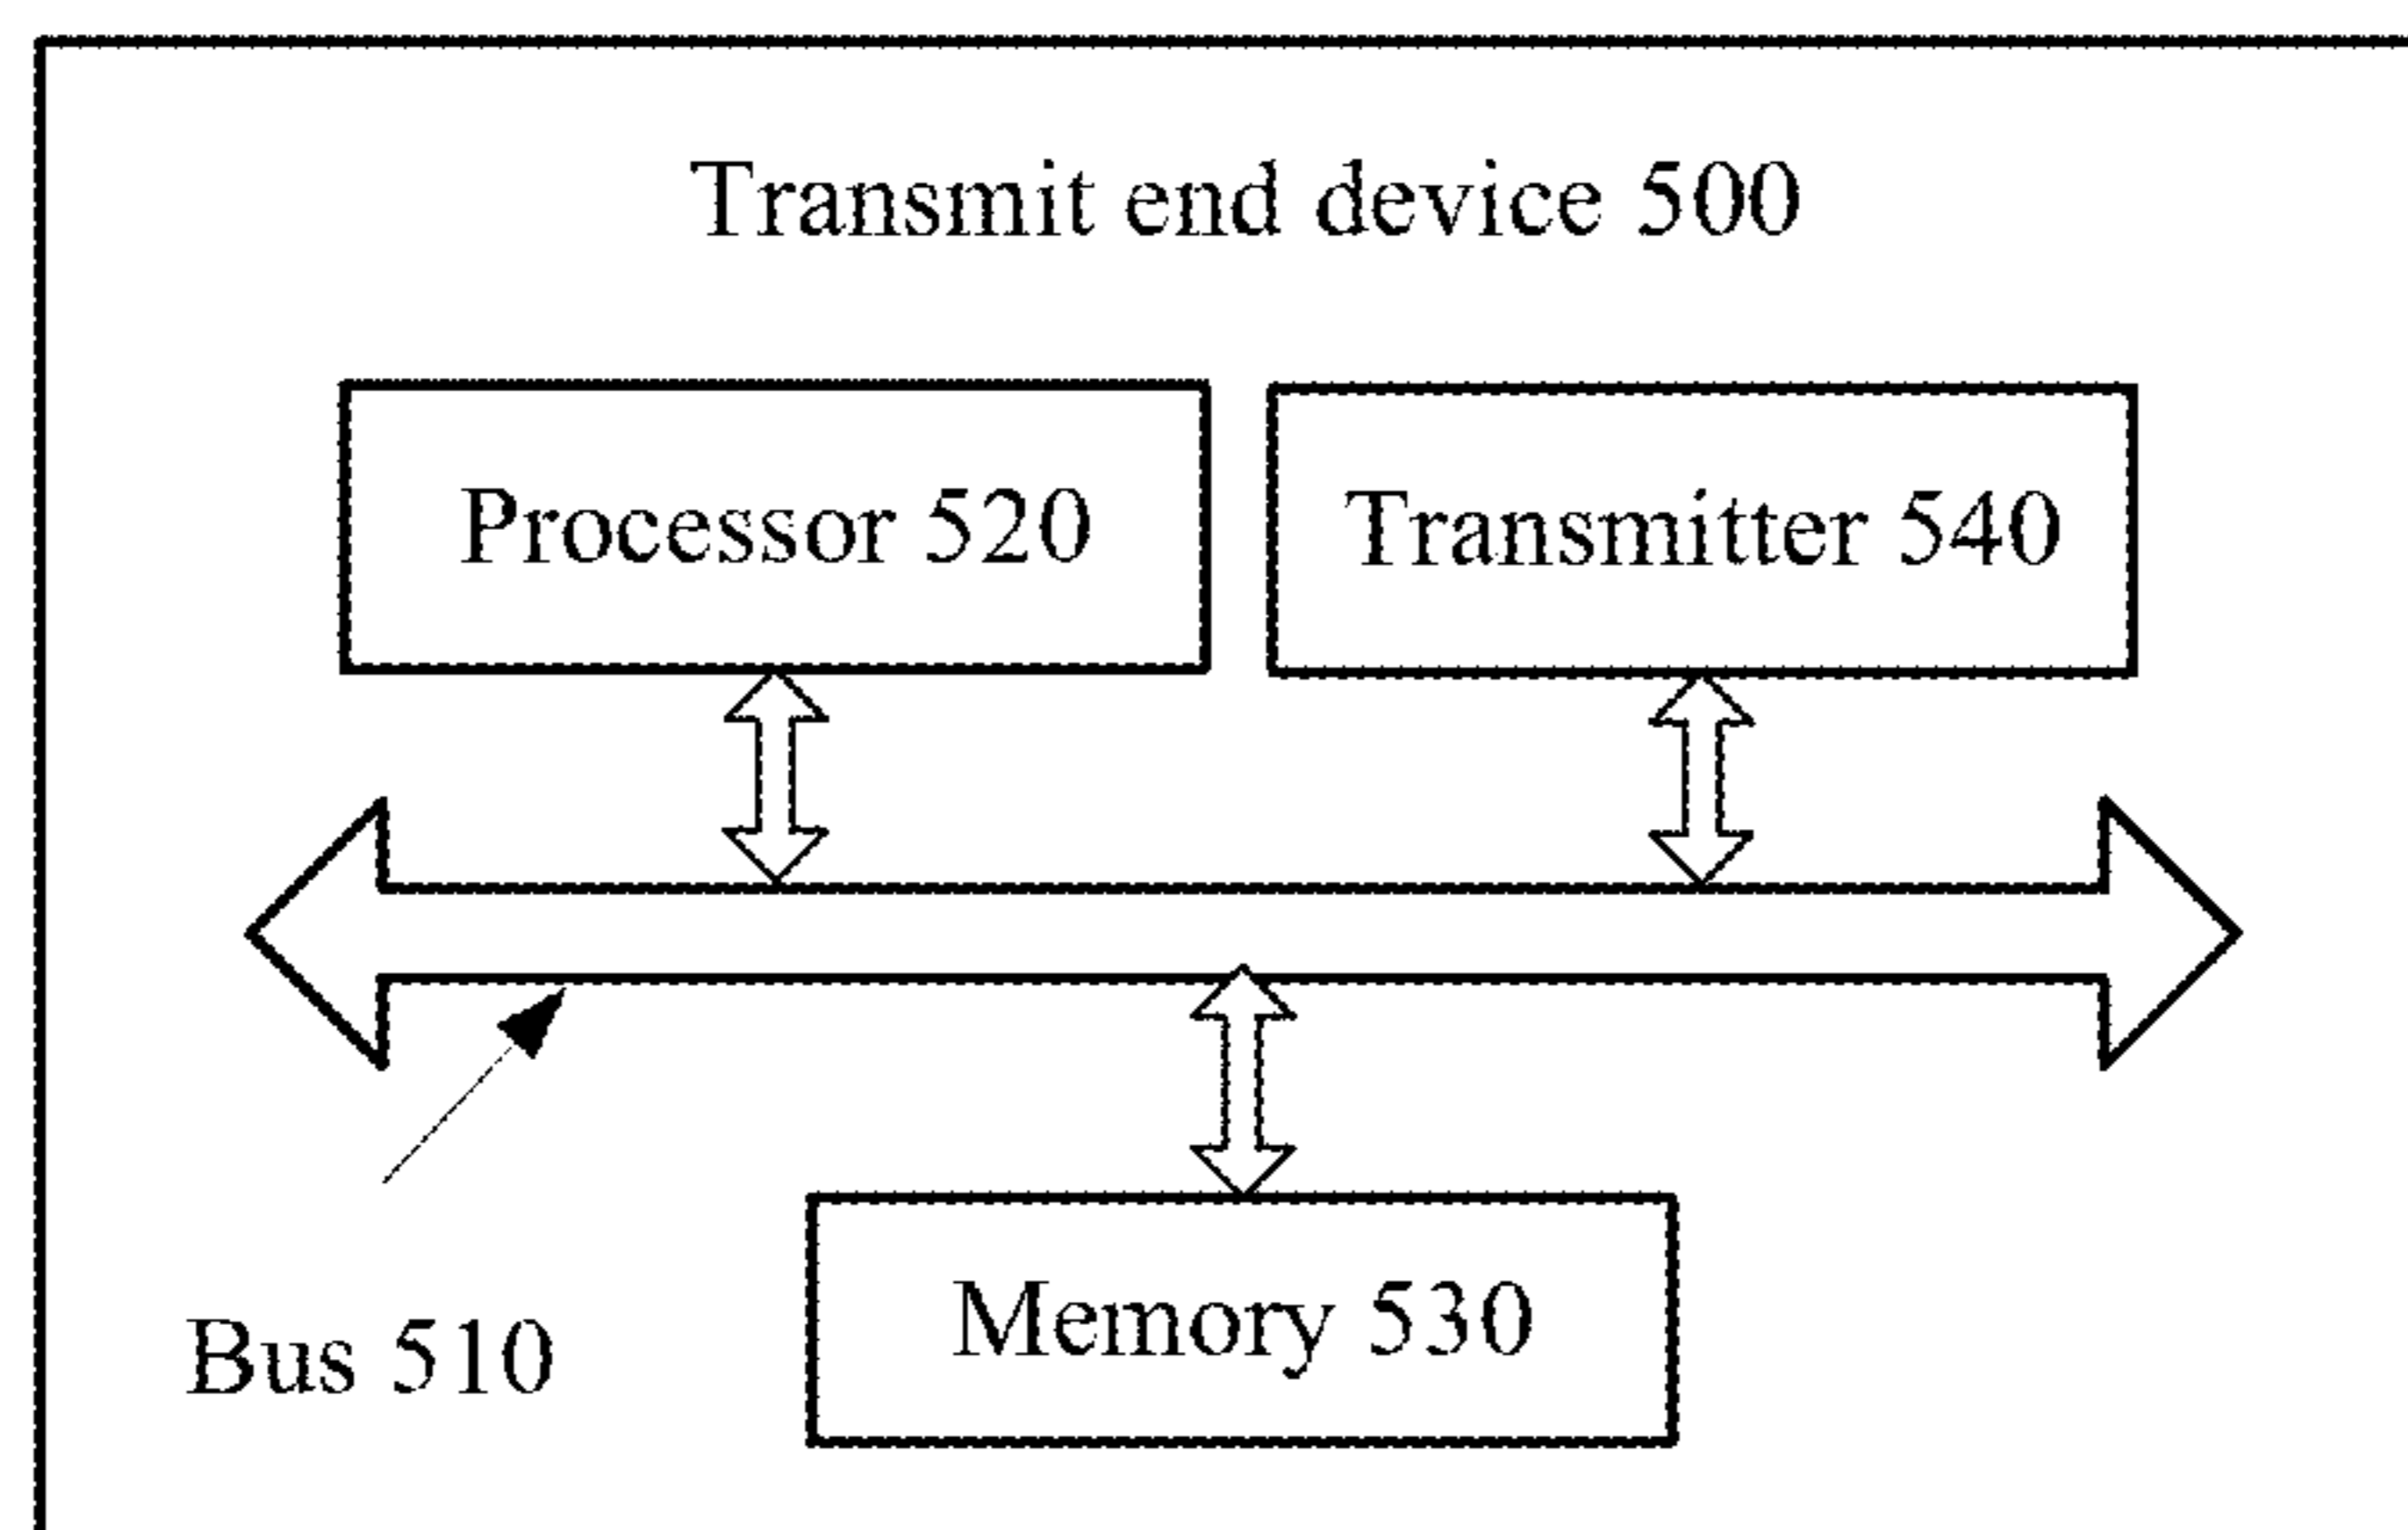 Transmit end device 500
Processor 520
Transmitter 540
Bus 510
Memory 530